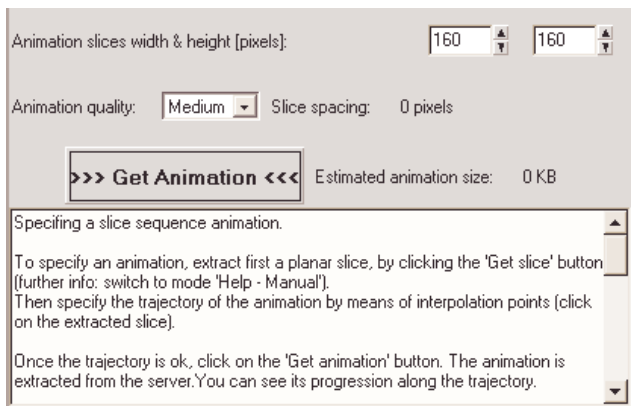 Animation slices width & height [pixels]: 160 160
Animation quality: Medium Slice spacing: 0 pixels
>>> Get Animation <<< Estimated animation size: 0 KB
Specifing a slice sequence animation.
To specify an animation, extract first a planar slice, by clicking the 'Get slice' button
(further info: switch to mode 'Help - Manual').
Then specify the trajectory of the animation by means of interpolation points (click
on the extracted slice).
Once the trajectory is ok, click on the 'Get animation' button. The animation is
extracted from the server.You can see its progression along the trajectory.